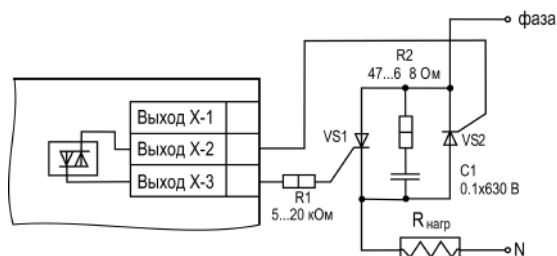 фаза
R2
47...6 8 Ом
Выход X-1
Выход X-2
Выход X-3
VS1
VS2
C1
0.1x630 В
R1
5...20 кОм
Rнагр
N